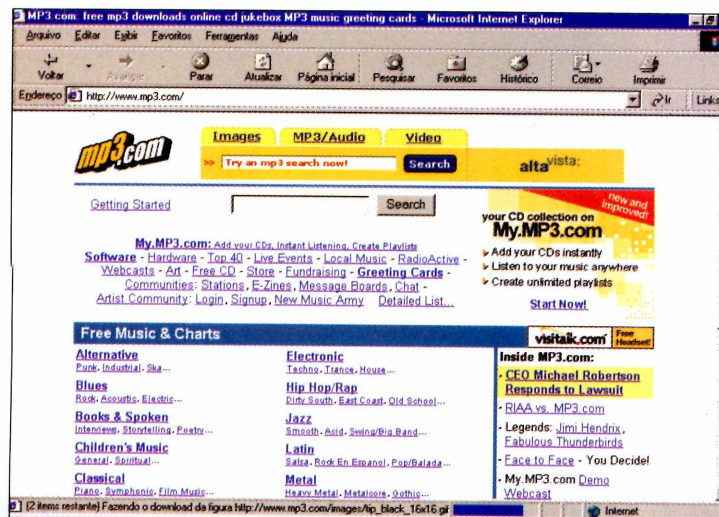 MP3.com: free mp3 downloads online cd jukebox MP3 music greeting cards - Microsoft Internet Explorer
Arquivo Editar Exibir Favoritos Ferramentas Ajuda
Voltar Avançar Parar Atualizar Página inicial Pesquisar Favoritos Histórico Correio Imprimir
Endereço http://www.mp3.com/ Ir Links
mp3.com
Images MP3/Audio Video
>> Try an mp3 search now! Search altavista:
Getting Started Search
new and improved!
your CD collection on
My.MP3.com
Add your CDs instantly
Listen to your music anywhere
Create unlimited playlists
Start Now!
My.MP3.com: Add your CDs, Instant Listening, Create Playlists
Software - Hardware - Top 40 - Live Events - Local Music - RadioActive -
Webcasts - Art - Free CD - Store - Fundraising - Greeting Cards -
Communities: Stations, E-Zines, Message Boards, Chat -
Artist Community: Login, Signup, New Music Army Detailed List...
Free Music & Charts
visitalk.com Free Headset!
Alternative
Punk, Industrial, Ska...
Blues
Rock, Acoustic, Electric...
Books & Spoken
Interviews, Storytelling, Poetry...
Children's Music
General, Spiritual...
Classical
Piano, Symphonic, Film Music...
Electronic
Techno, Trance, House...
Hip Hop/Rap
Dirty South, East Coast, Old School...
Jazz
Smooth, Acid, Swing/Big Band...
Latin
Salsa, Rock En Espanol, Pop/Balada...
Metal
Heavy Metal, Metalcore, Gothic...
Inside MP3.com:
· CEO Michael Robertson
Responds to Lawsuit
· RIAA vs. MP3.com
· Legends: Jimi Hendrix,
Fabulous Thunderbirds
· Face to Face - You Decide!
· My.MP3.com Demo
Webcast
(2 items restante) Fazendo o download da figura http://www.mp3.com/images/tip_black_16x16.gif Internet